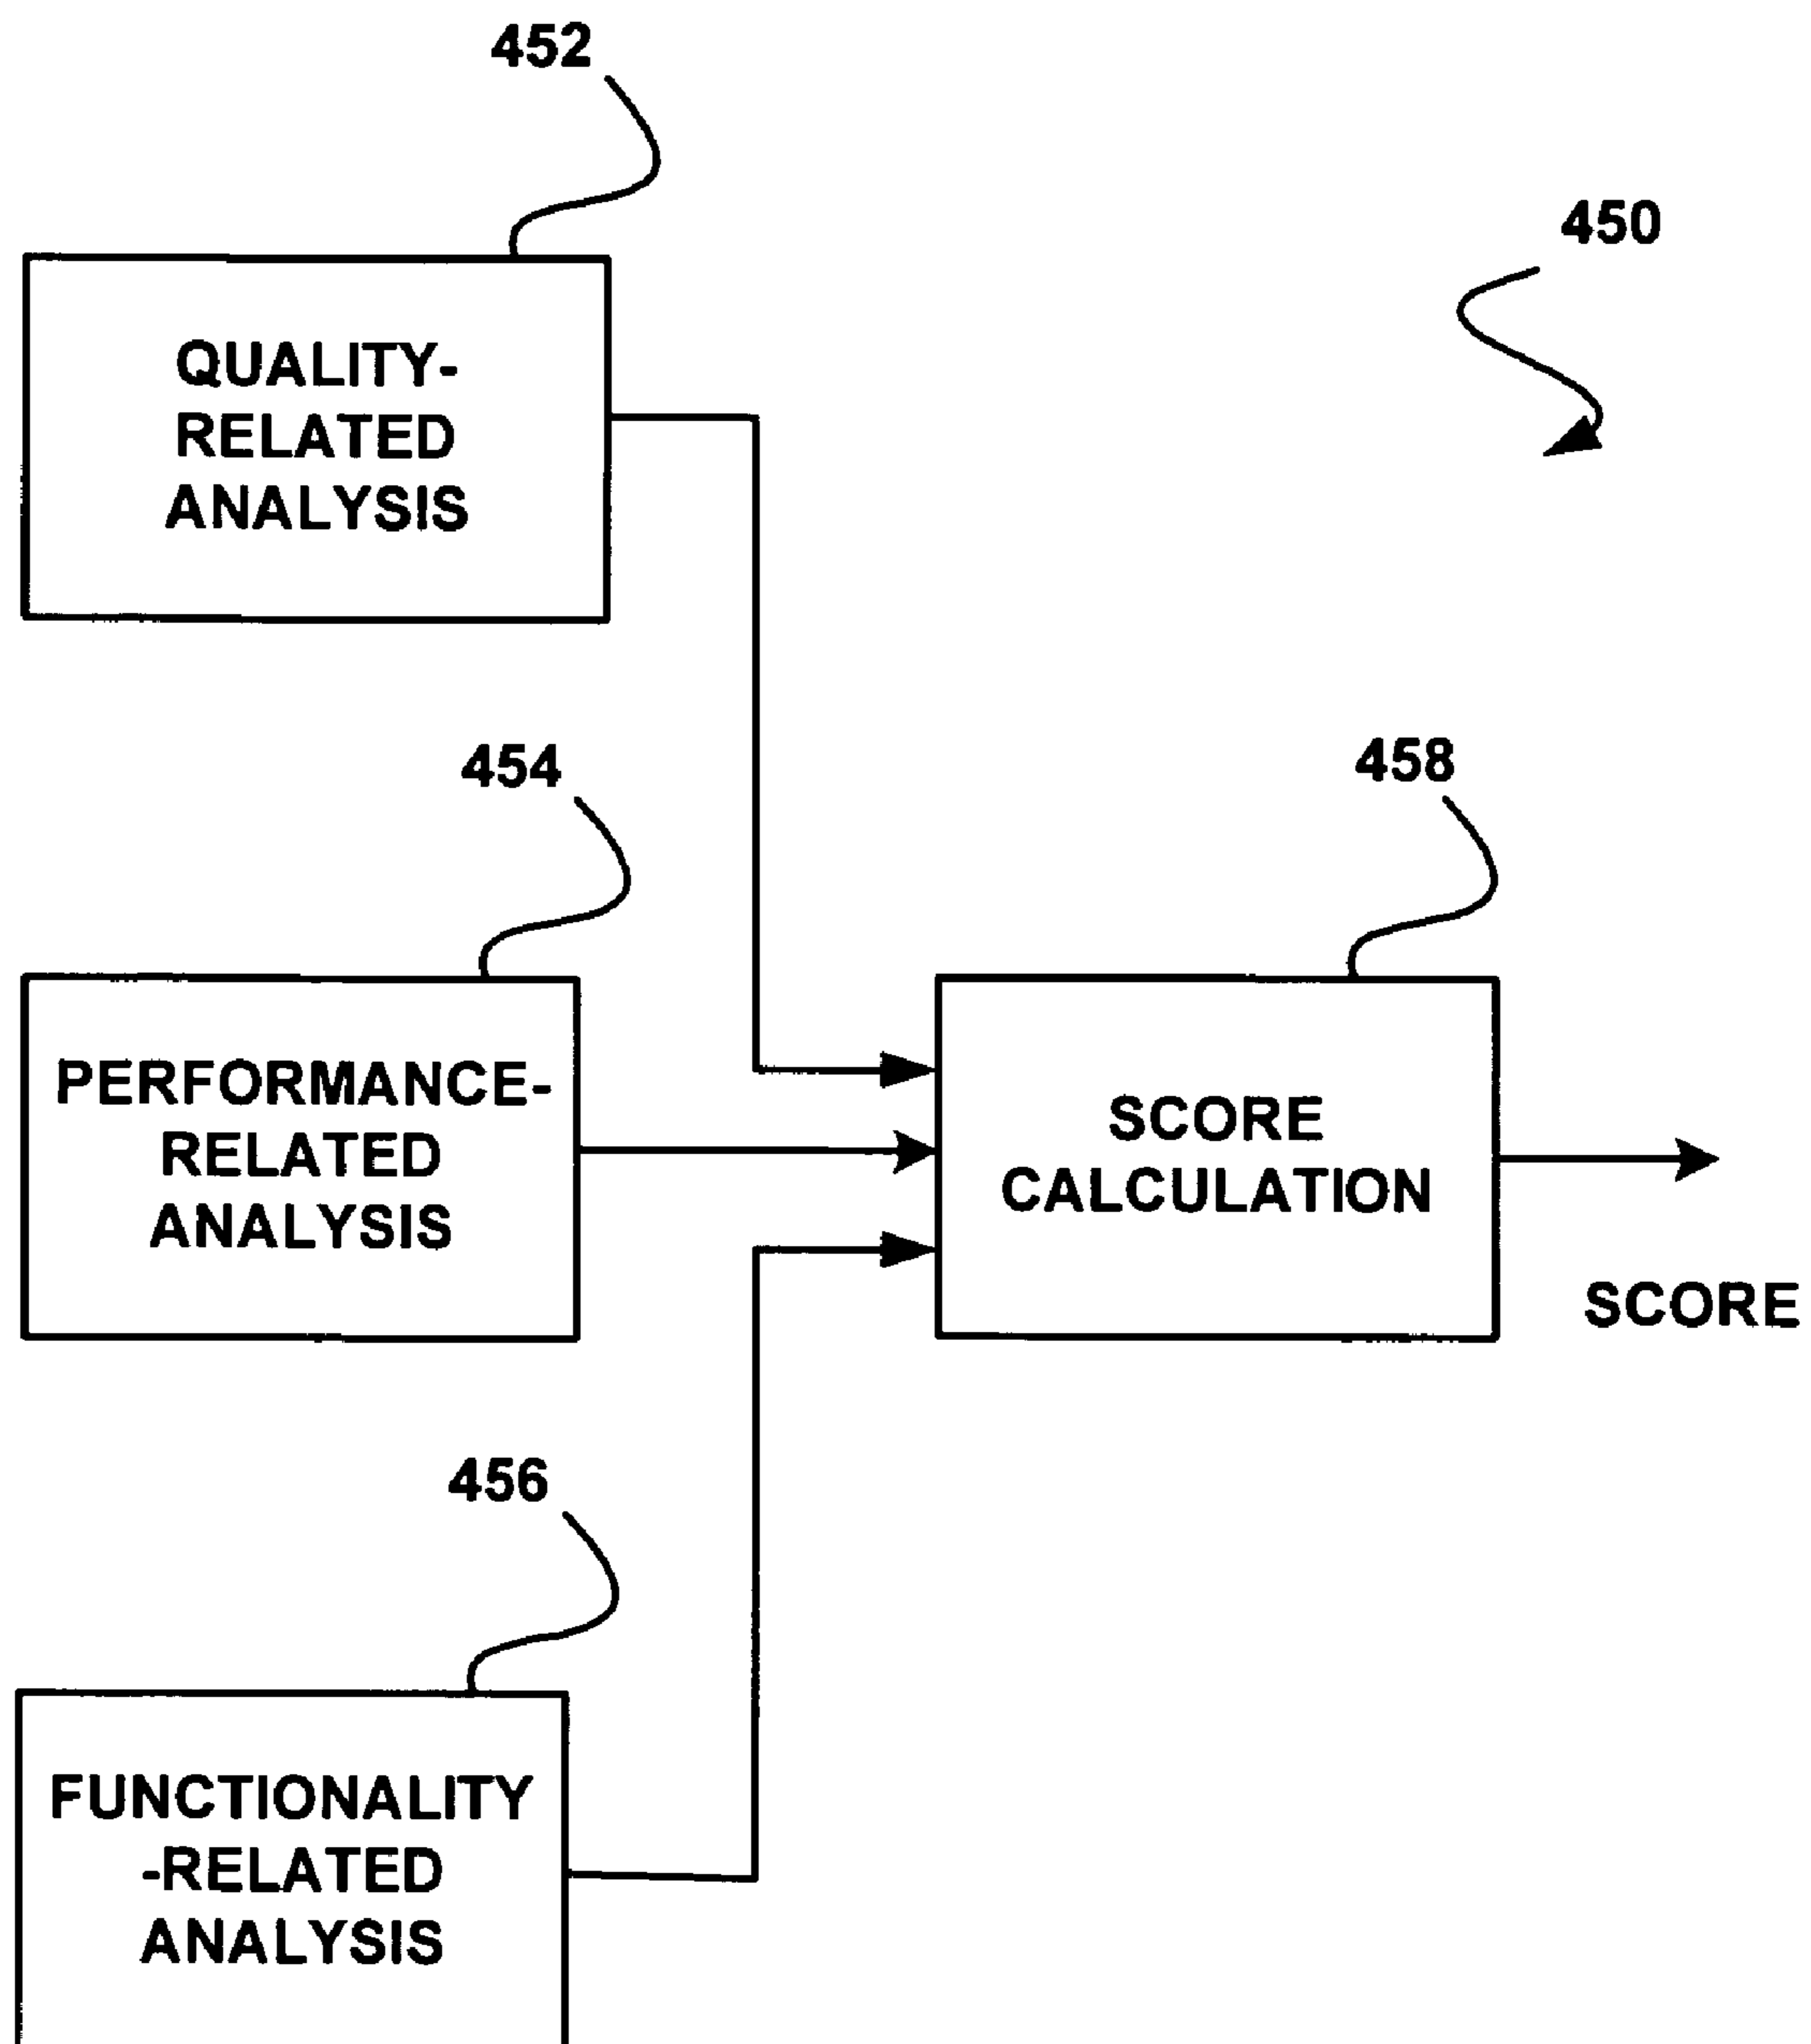 452
450
QUALITY-
RELATED
ANALYSIS
454
458
PERFORMANCE-
RELATED
ANALYSIS
SCORE
CALCULATION
SCORE
456
FUNCTIONALITY
-RELATED
ANALYSIS